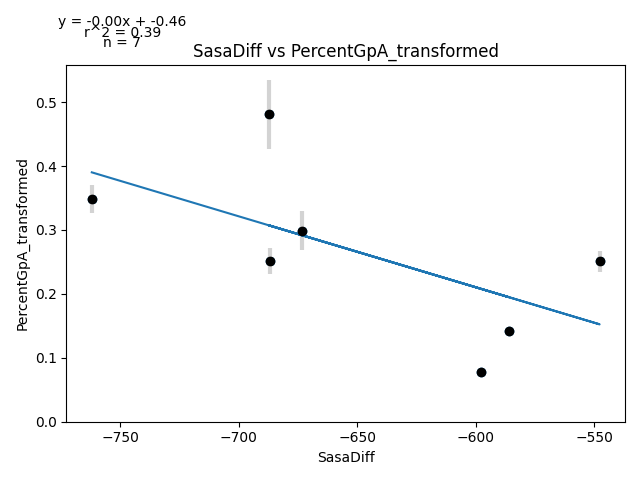 y = -0.00x + -0.46
r^2 = 0.39
n = 7
SasaDiff vs PercentGpA_transformed
PercentGpA_transformed
0.5
0.4
0.3
0.2
0.1
0.0
−750
−700
−650
−600
−550
SasaDiff